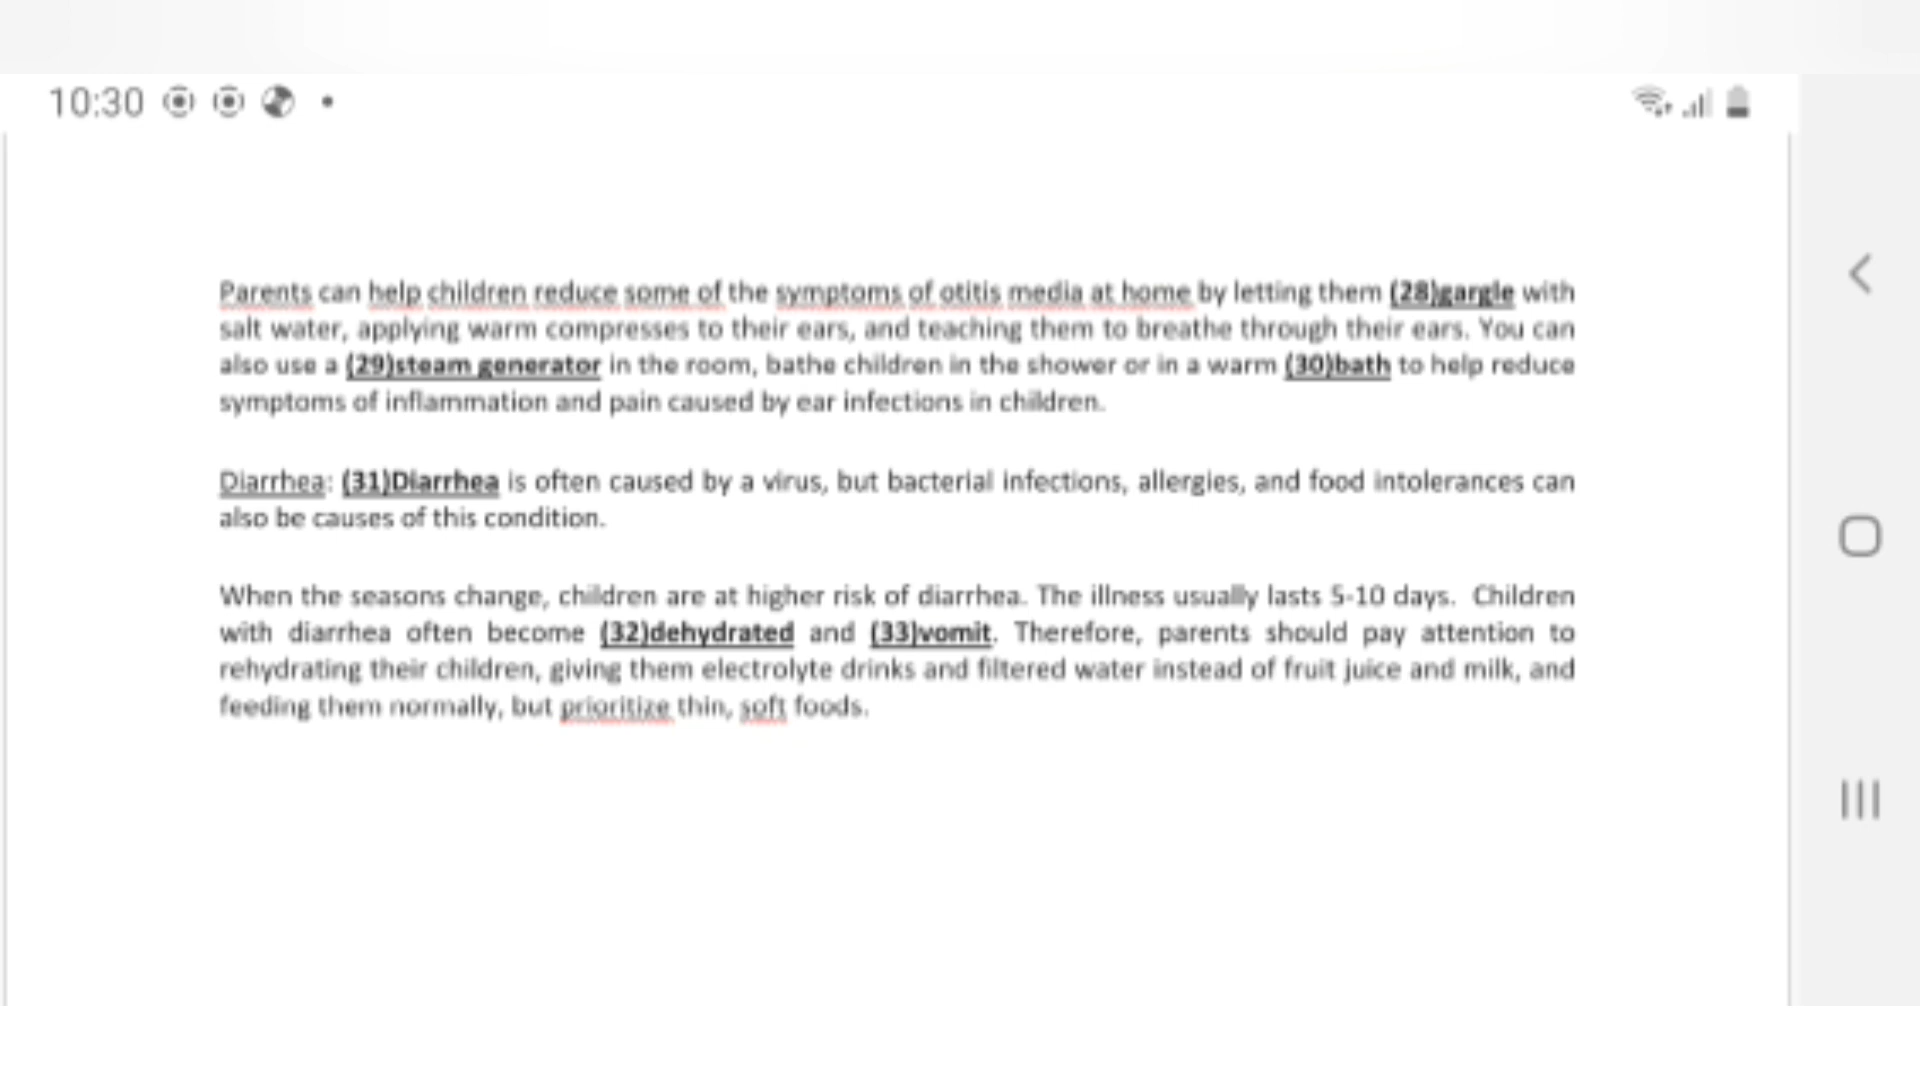 10:30
Parents can help children reduce some of the symptoms of otitis media at home by letting them (28)gargle with
salt water, applying warm compresses to their ears, and teaching them to breathe through their ears. You can
also use a (29)steam generator in the room, bathe children in the shower or in a warm (30)bath to help reduce
symptoms of inflammation and pain caused by ear infections in children.
Diarrhea: (31)Diarrhea is often caused by a virus, but bacterial infections, allergies, and food intolerances can
also be causes of this condition.
When the seasons change, children are at higher risk of diarrhea. The illness usually lasts 5-10 days. Children
with diarrhea often become (32)dehydrated and (33)vomit. Therefore, parents should pay attention to
rehydrating their children, giving them electrolyte drinks and filtered water instead of fruit juice and milk, and
feeding them normally, but prioritize thin, soft foods.